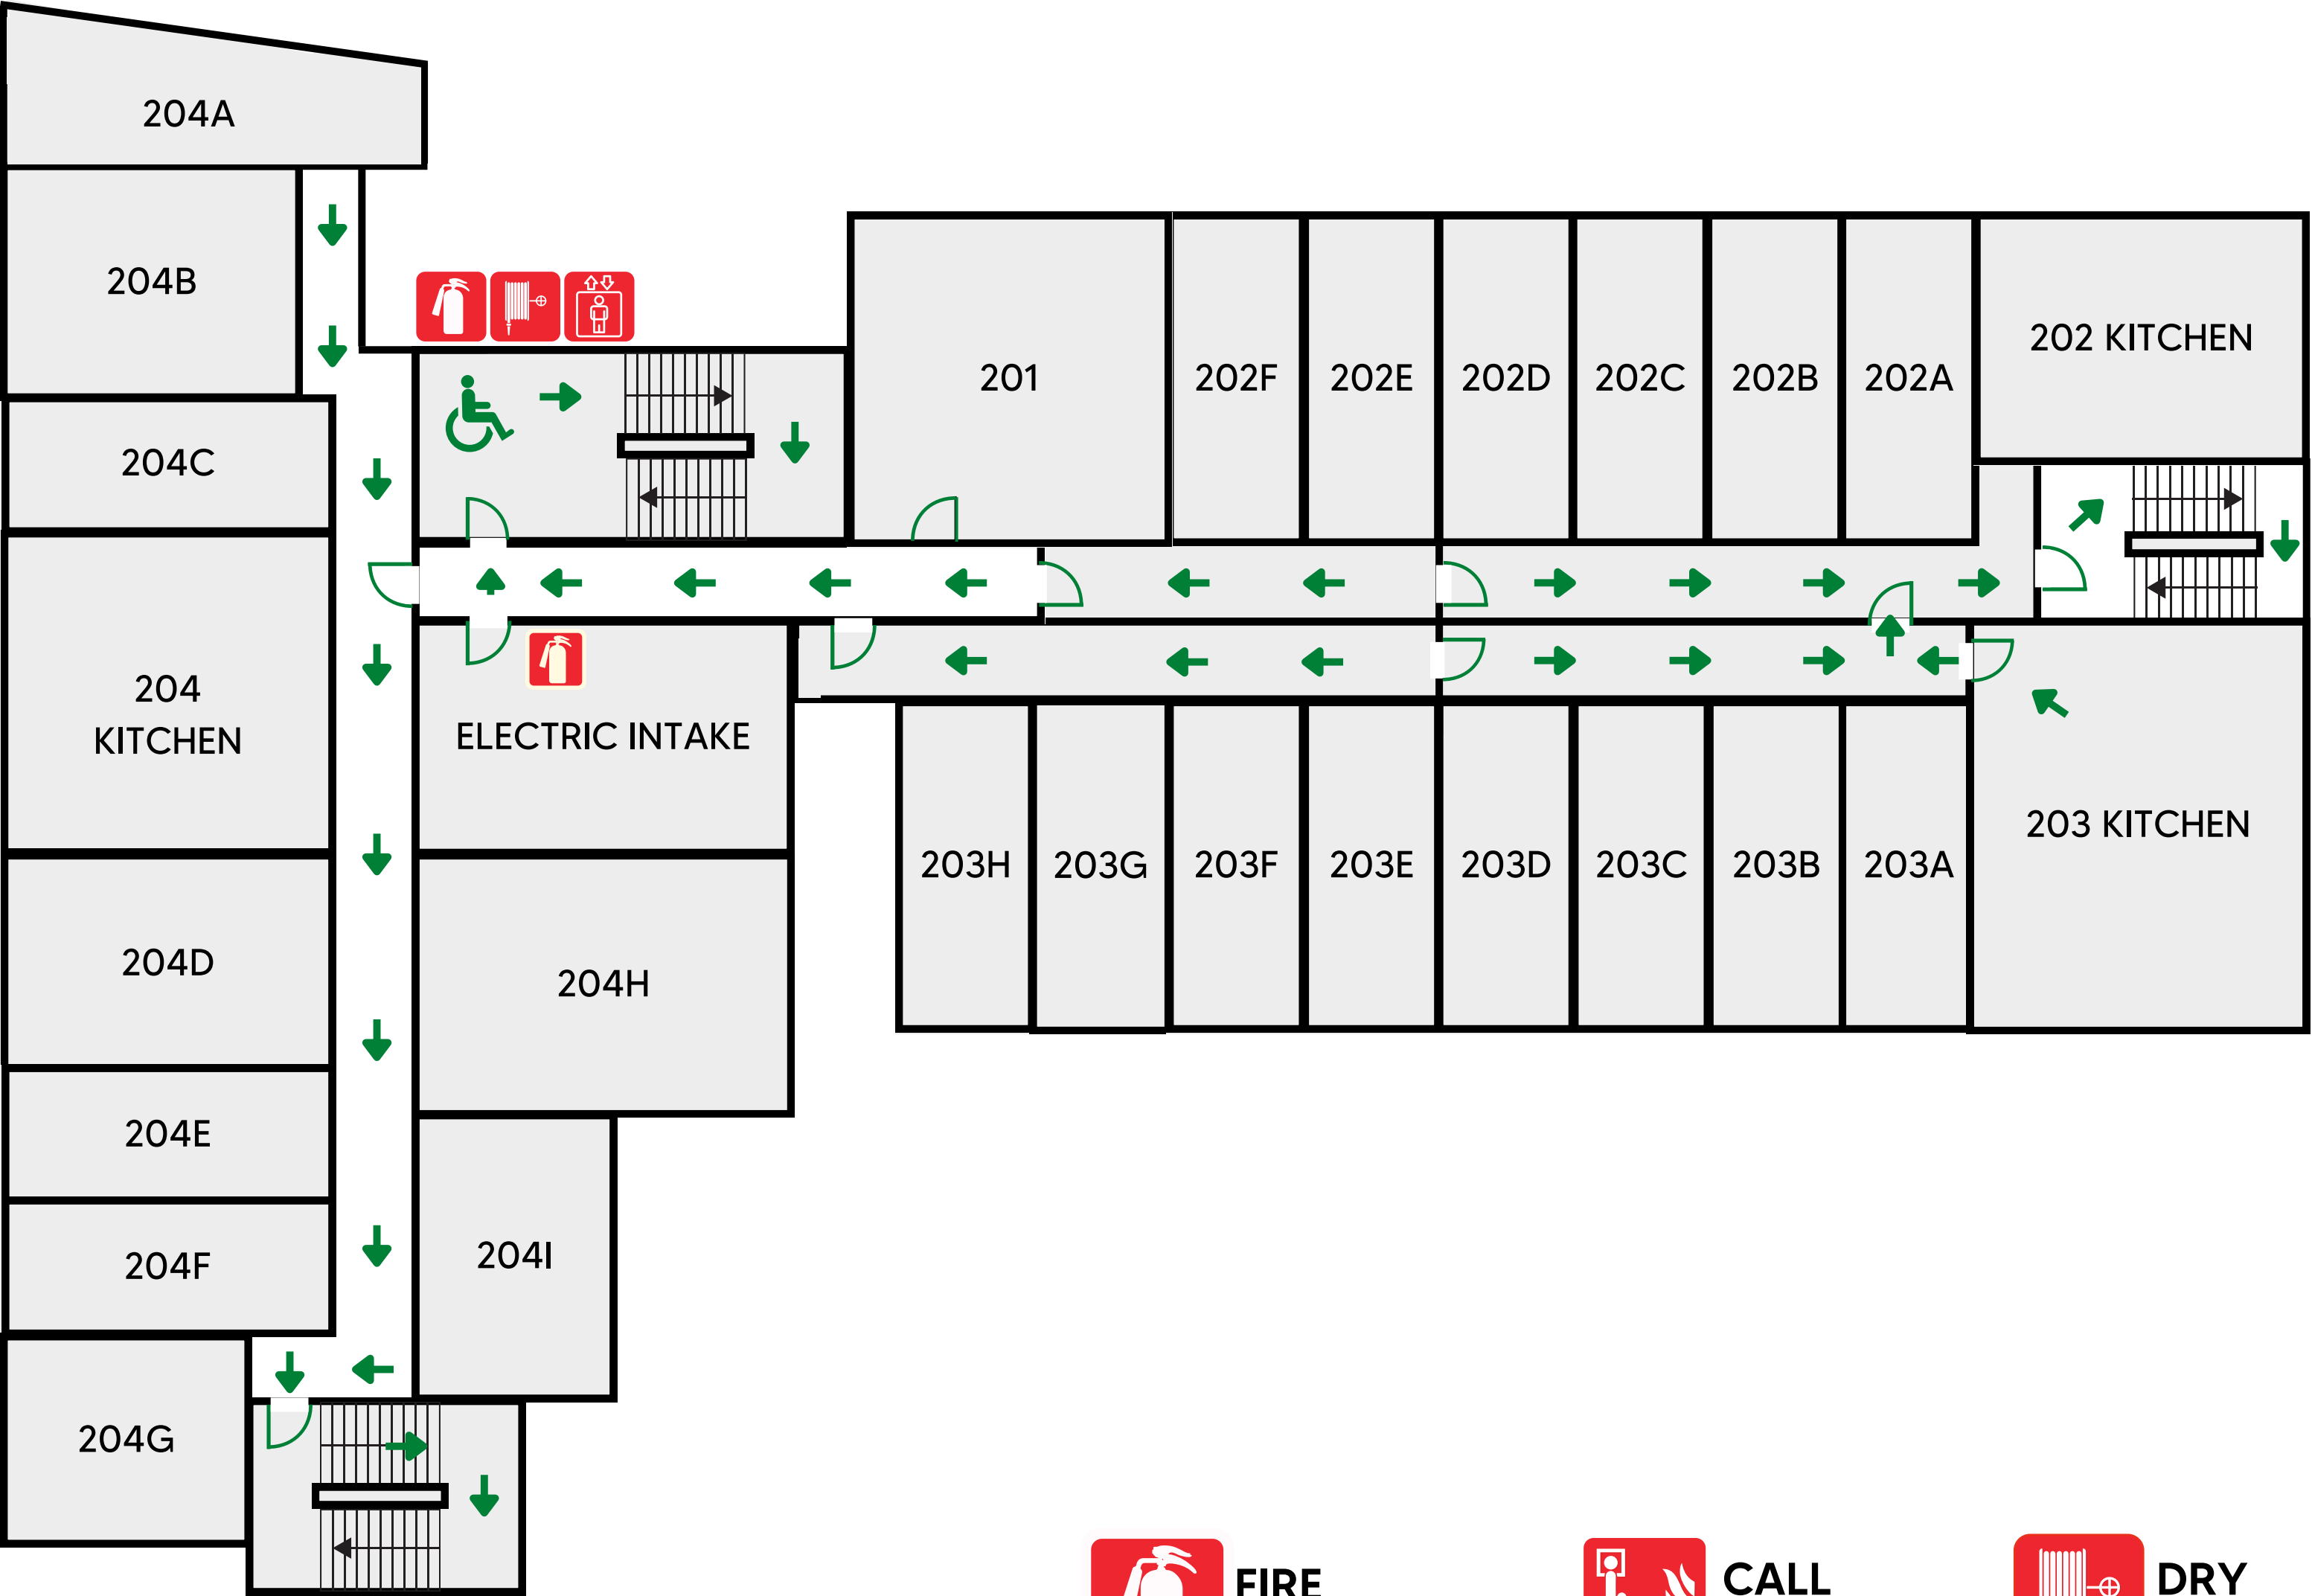 204A
204B
204C
204
KITCHEN
204D
204E
204F
204G
ELECTRIC INTAKE
204H
204I
201
202F
202E
202D
202C
202B
202A
202 KITCHEN
203H
203G
203F
203E
203D
203C
203B
203A
203 KITCHEN
FIRE
CALL
DRY